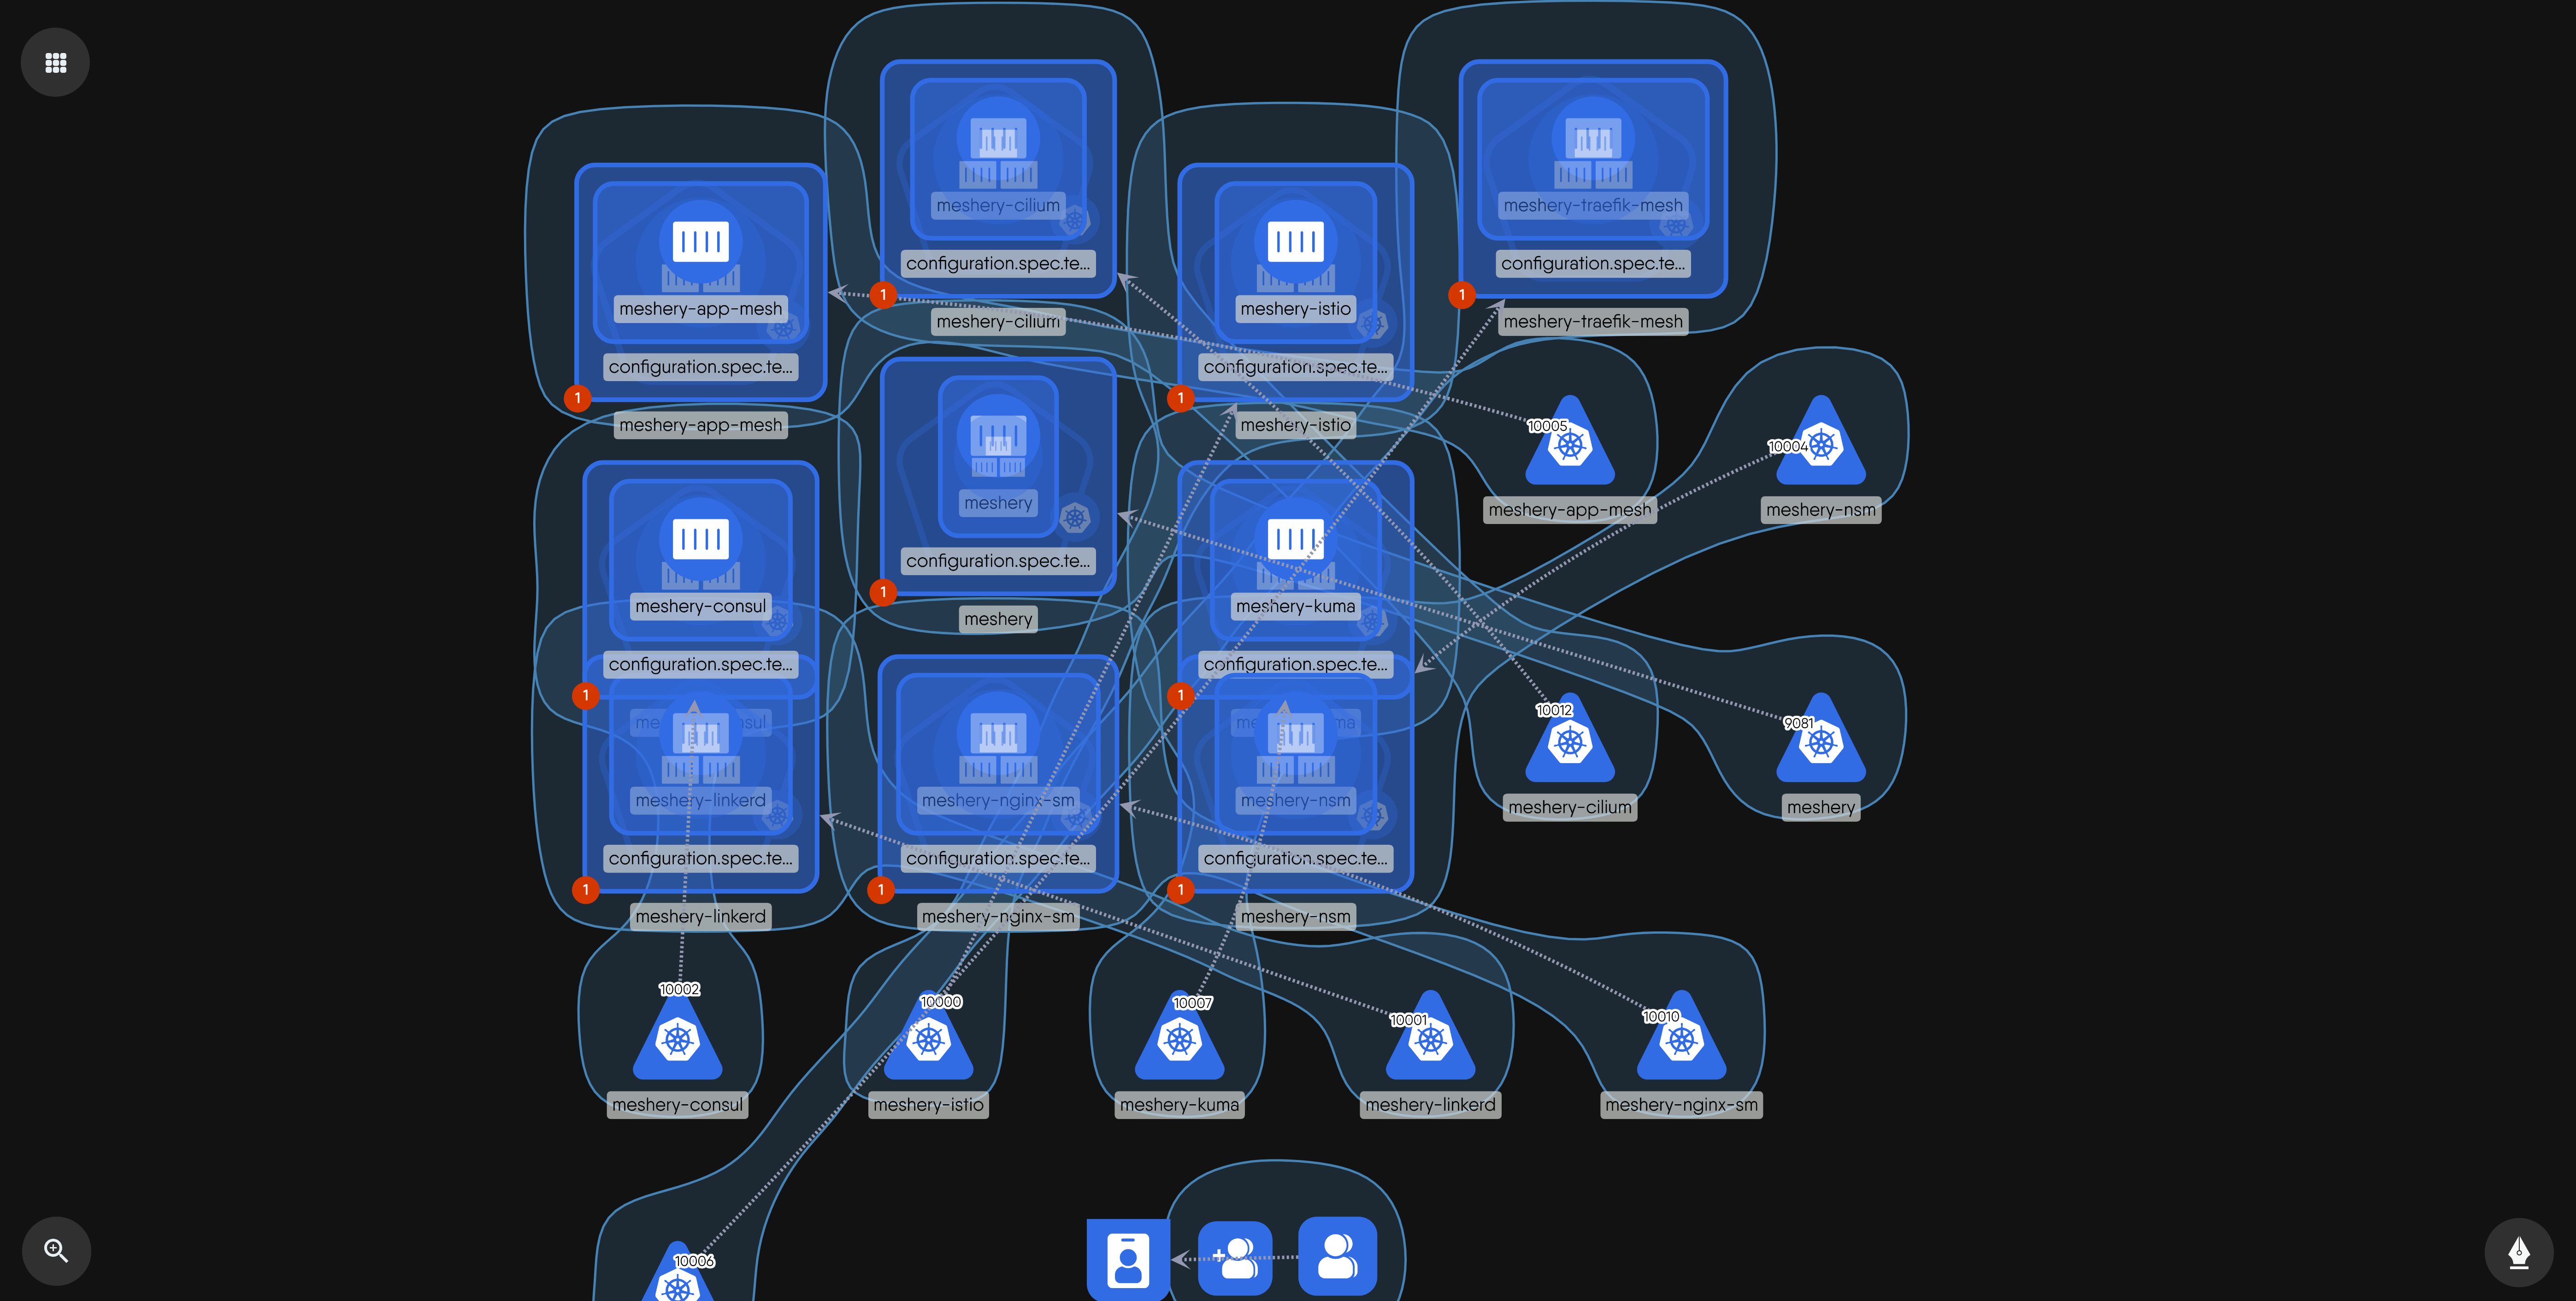 meshery-cilium
meshery-traefik-mesh
configuration.spec.te...
configuration.spec.te...
1
1
meshery-cilium
meshery-traefik-mesh
meshery-app-mesh
meshery-istio
configuration.spec.te...
configuration.spec.te...
1
1
meshery-app-mesh
meshery-istio
10005
10004
meshery-app-mesh
meshery-nsm
meshery
configuration.spec.te...
1
meshery
meshery-consul
meshery-kuma
configuration.spec.te...
configuration.spec.te...
1
1
10012
9081
meshery-cilium
meshery
meshery-linkerd
meshery-nginx-sm
meshery-nsm
configuration.spec.te...
configuration.spec.te...
configuration.spec.te...
1
1
1
meshery-linkerd
meshery-nginx-sm
meshery-nsm
10002
10000
10007
10001
10010
meshery-consul
meshery-istio
meshery-kuma
meshery-linkerd
meshery-nginx-sm
10006